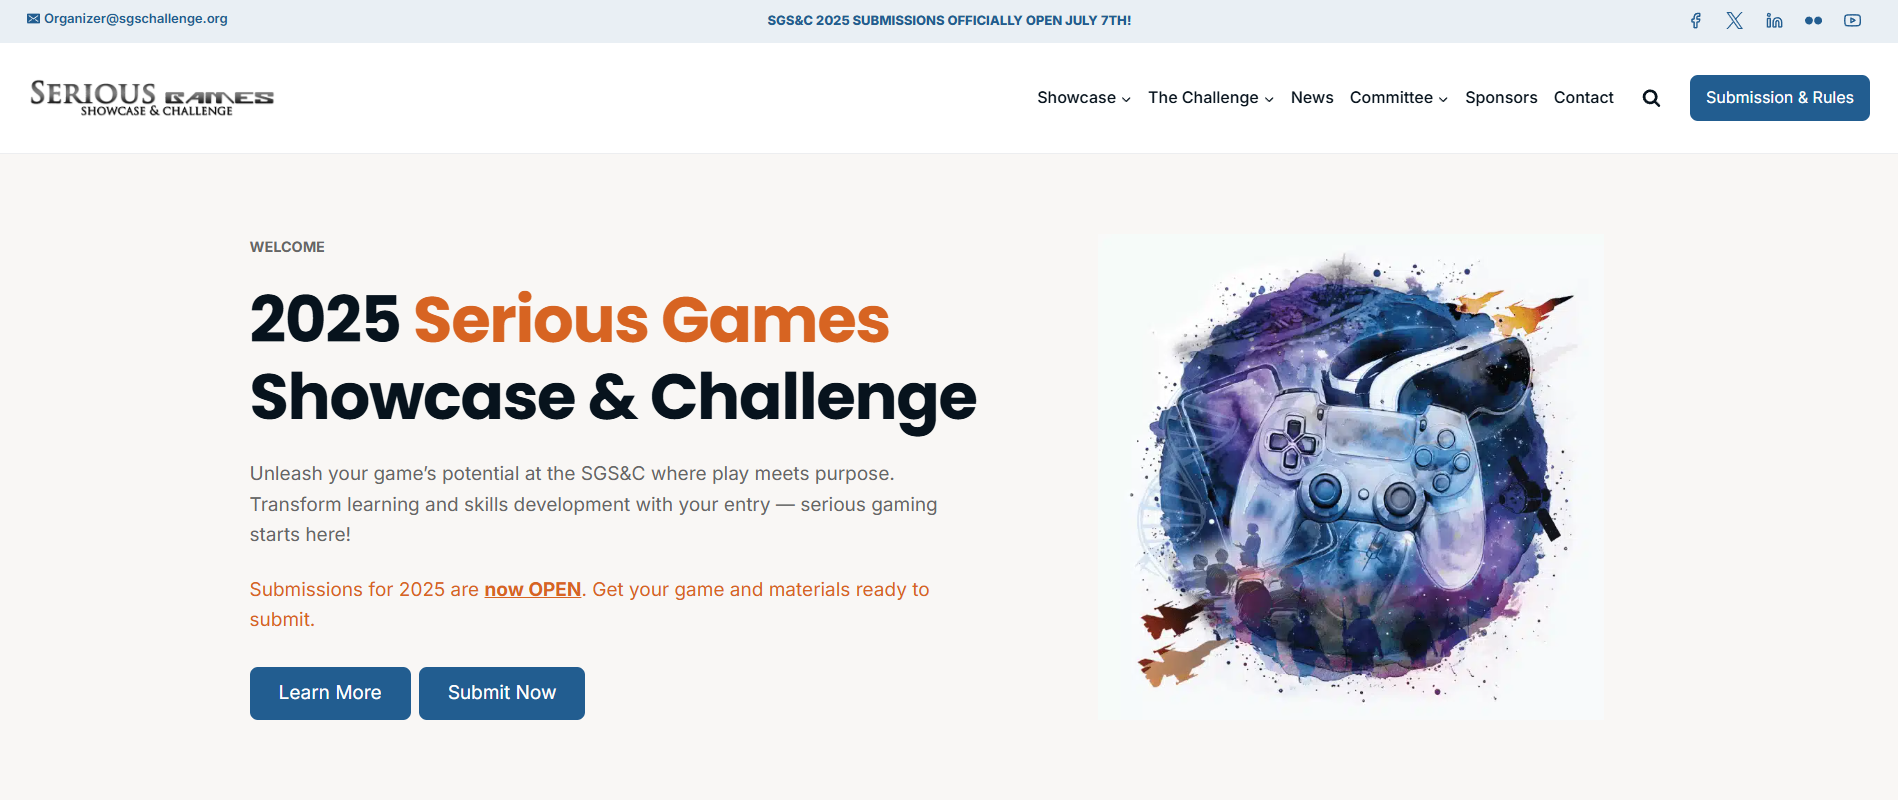 Organizer@sgschallenge.org
SGS&C 2025 SUBMISSIONS OFFICIALLY OPEN JULY 7TH!
SERIOUS GAMES
SHOWCASE & CHALLENGE
Showcase
The Challenge
News
Committee
Sponsors
Contact
Submission & Rules
WELCOME
2025 Serious Games
Showcase & Challenge
Unleash your game’s potential at the SGS&C where play meets purpose.
Transform learning and skills development with your entry — serious gaming
starts here!
Submissions for 2025 are now OPEN. Get your game and materials ready to
submit.
Learn More
Submit Now